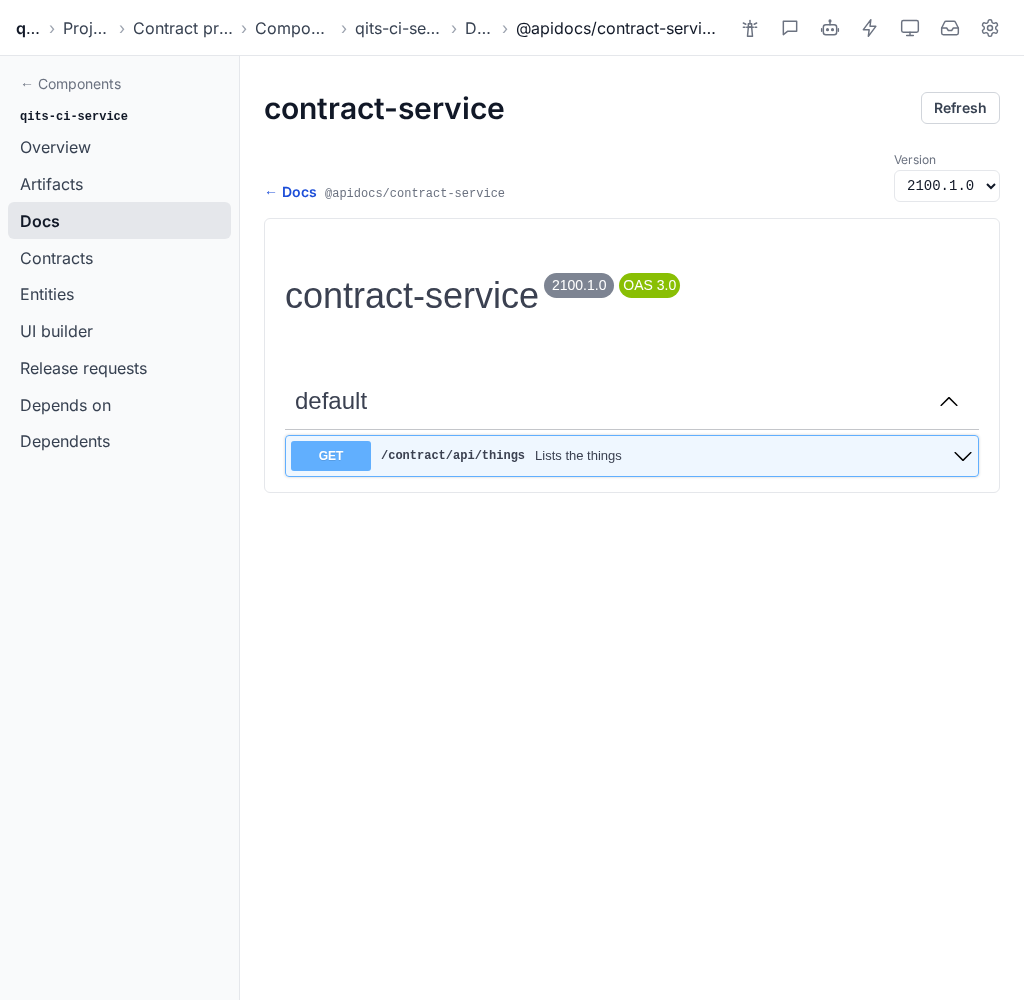 q... › Proj... › Contract pr... › Compo... › qits-ci-se... › D... › @apidocs/contract-servi...
← Components
qits-ci-service
Overview
Artifacts
Docs
Contracts
Entities
UI builder
Release requests
Depends on
Dependents
contract-service
Refresh
Version
← Docs @apidocs/contract-service
2100.1.0
contract-service 2100.1.0 OAS 3.0
default
GET /contract/api/things Lists the things